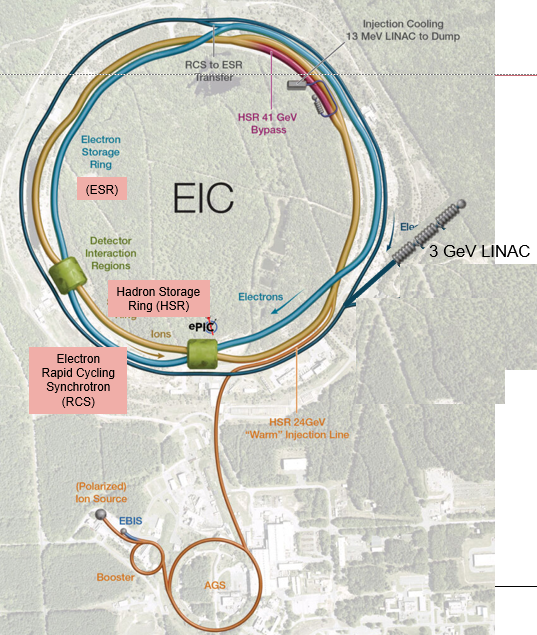 Injection Cooling
13 MeV LINAC to Dump
RCS to ESR
Transfer
HSR 41 GeV
Bypass
Electron
Storage
Ring
(ESR)
EIC
3 GeV LINAC
Detector
Interaction
Regions
Hadron Storage
Ring (HSR)
Electrons
Ions
ePIC
Electron
Rapid Cycling
Synchrotron
(RCS)
HSR 24GeV
“Warm” Injection Line
(Polarized)
Ion Source
EBIS
Booster
AGS